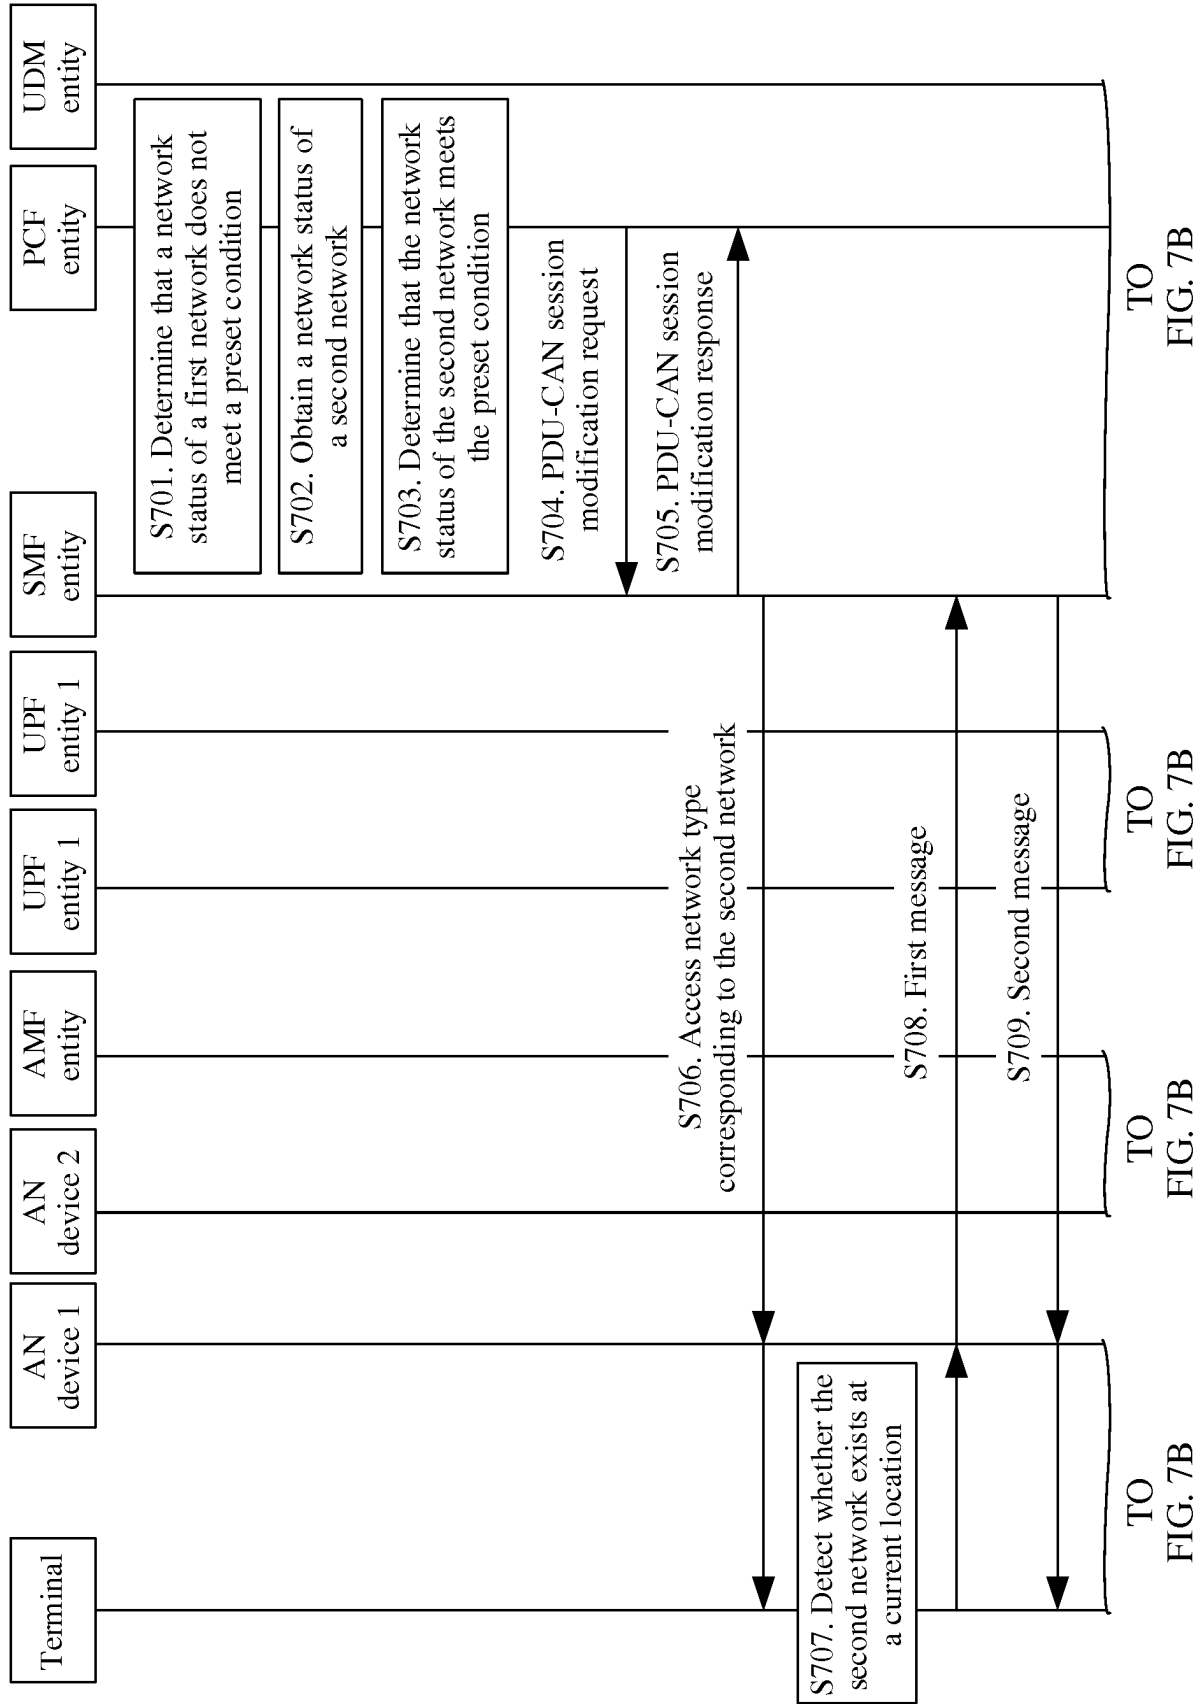 Terminal
AN
device 1
AN
device 2
AMF
entity
UPF
entity 1
UPF
entity 1
SMF
entity
PCF
entity
UDM
entity
S701. Determine that a network
status of a first network does not
meet a preset condition
S702. Obtain a network status of
a second network
S703. Determine that the network
status of the second network meets
the preset condition
S704. PDU-CAN session
modification request
S705. PDU-CAN session
modification response
S706. Access network type
corresponding to the second network
S707. Detect whether the
second network exists at
a current location
S708. First message
S709. Second message
TO
FIG. 7B
TO
FIG. 7B
TO
FIG. 7B
TO
FIG. 7B